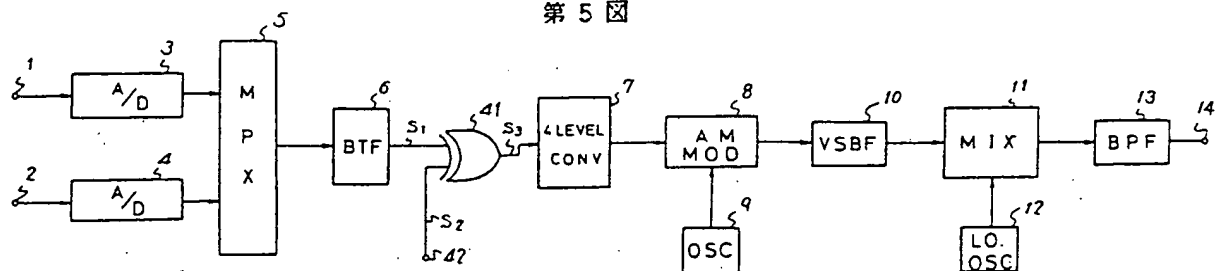 第 5 図
1
A/D
3
2
A/D
4
5
M
P
X
6
BTF
S1
41
S3
S2
42
7
4 LEVEL
CONV
8
AM
MOD
9
OSC
10
VSBF
11
MIX
12
LO.
OSC
13
BPF
14